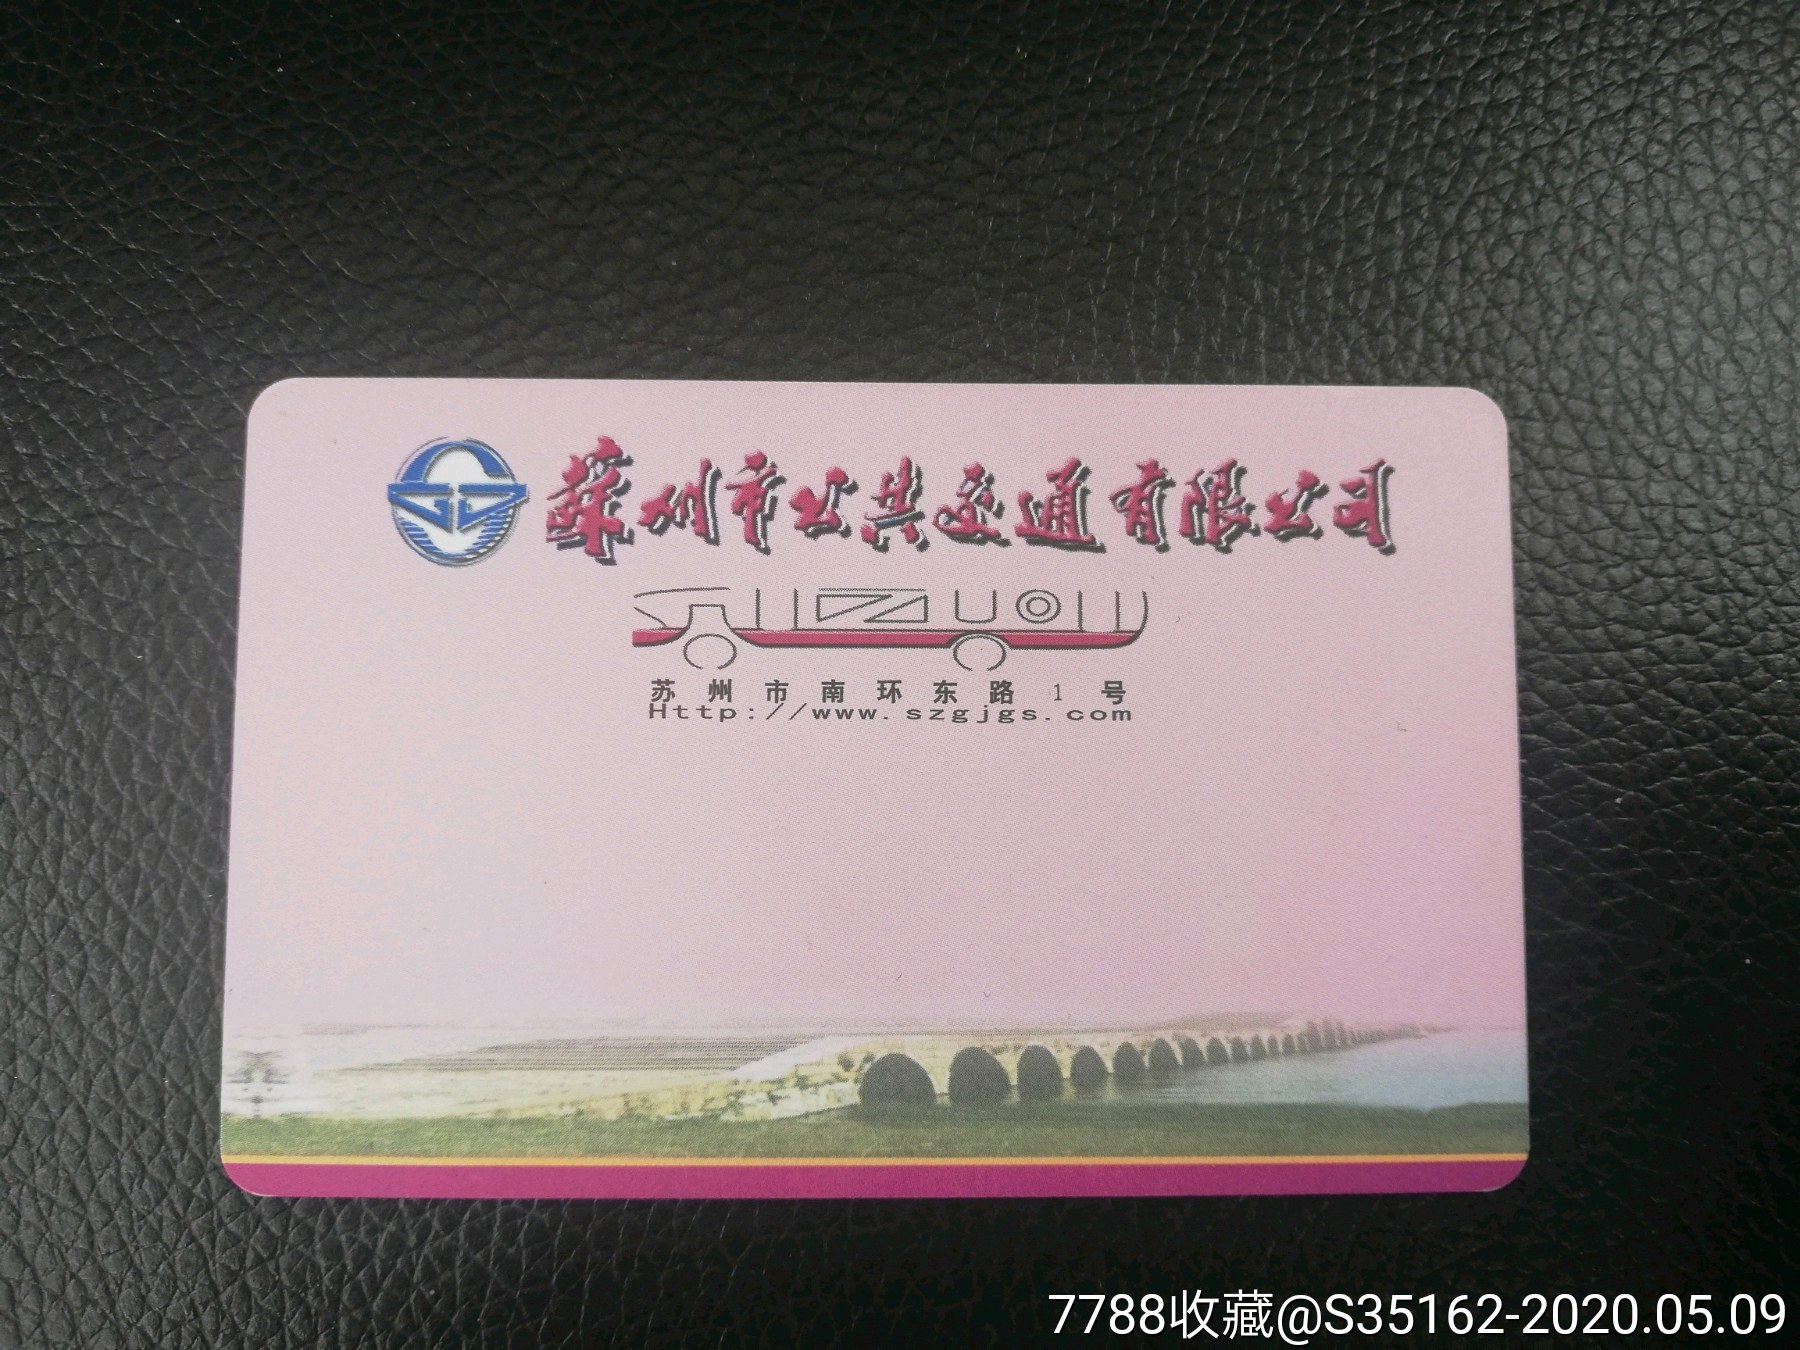 蘇州市公共交通有限公司
SUZHOU
苏州市南环东路1号
Http://www.szgjgs.com
7788收藏@S35162-2020.05.09